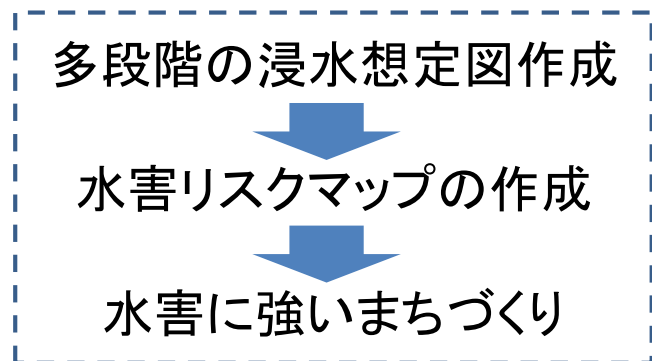 多段階の浸水想定図作成
水害リスクマップの作成
水害に強いまちづくり